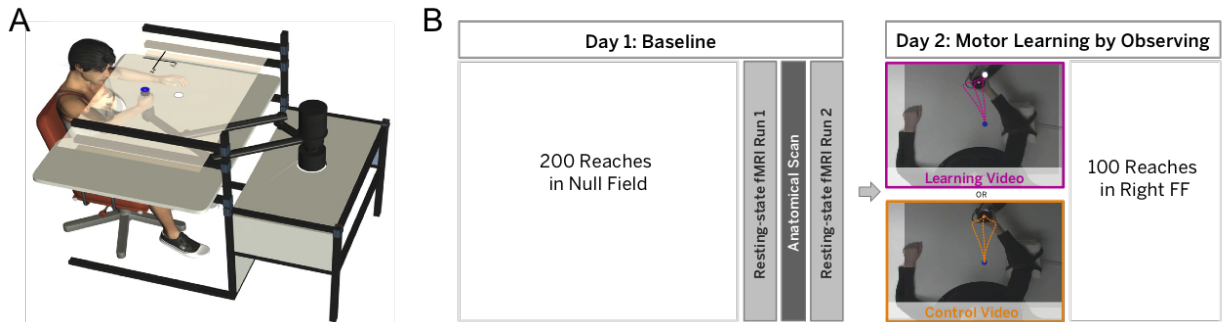 A
B
Day 1: Baseline
200 Reaches
in Null Field
Resting-state fMRI Run 1
Anatomical Scan
Resting-state fMRI Run 2
Day 2: Motor Learning by Observing
Learning Video
OR
Control Video
100 Reaches
in Right FF